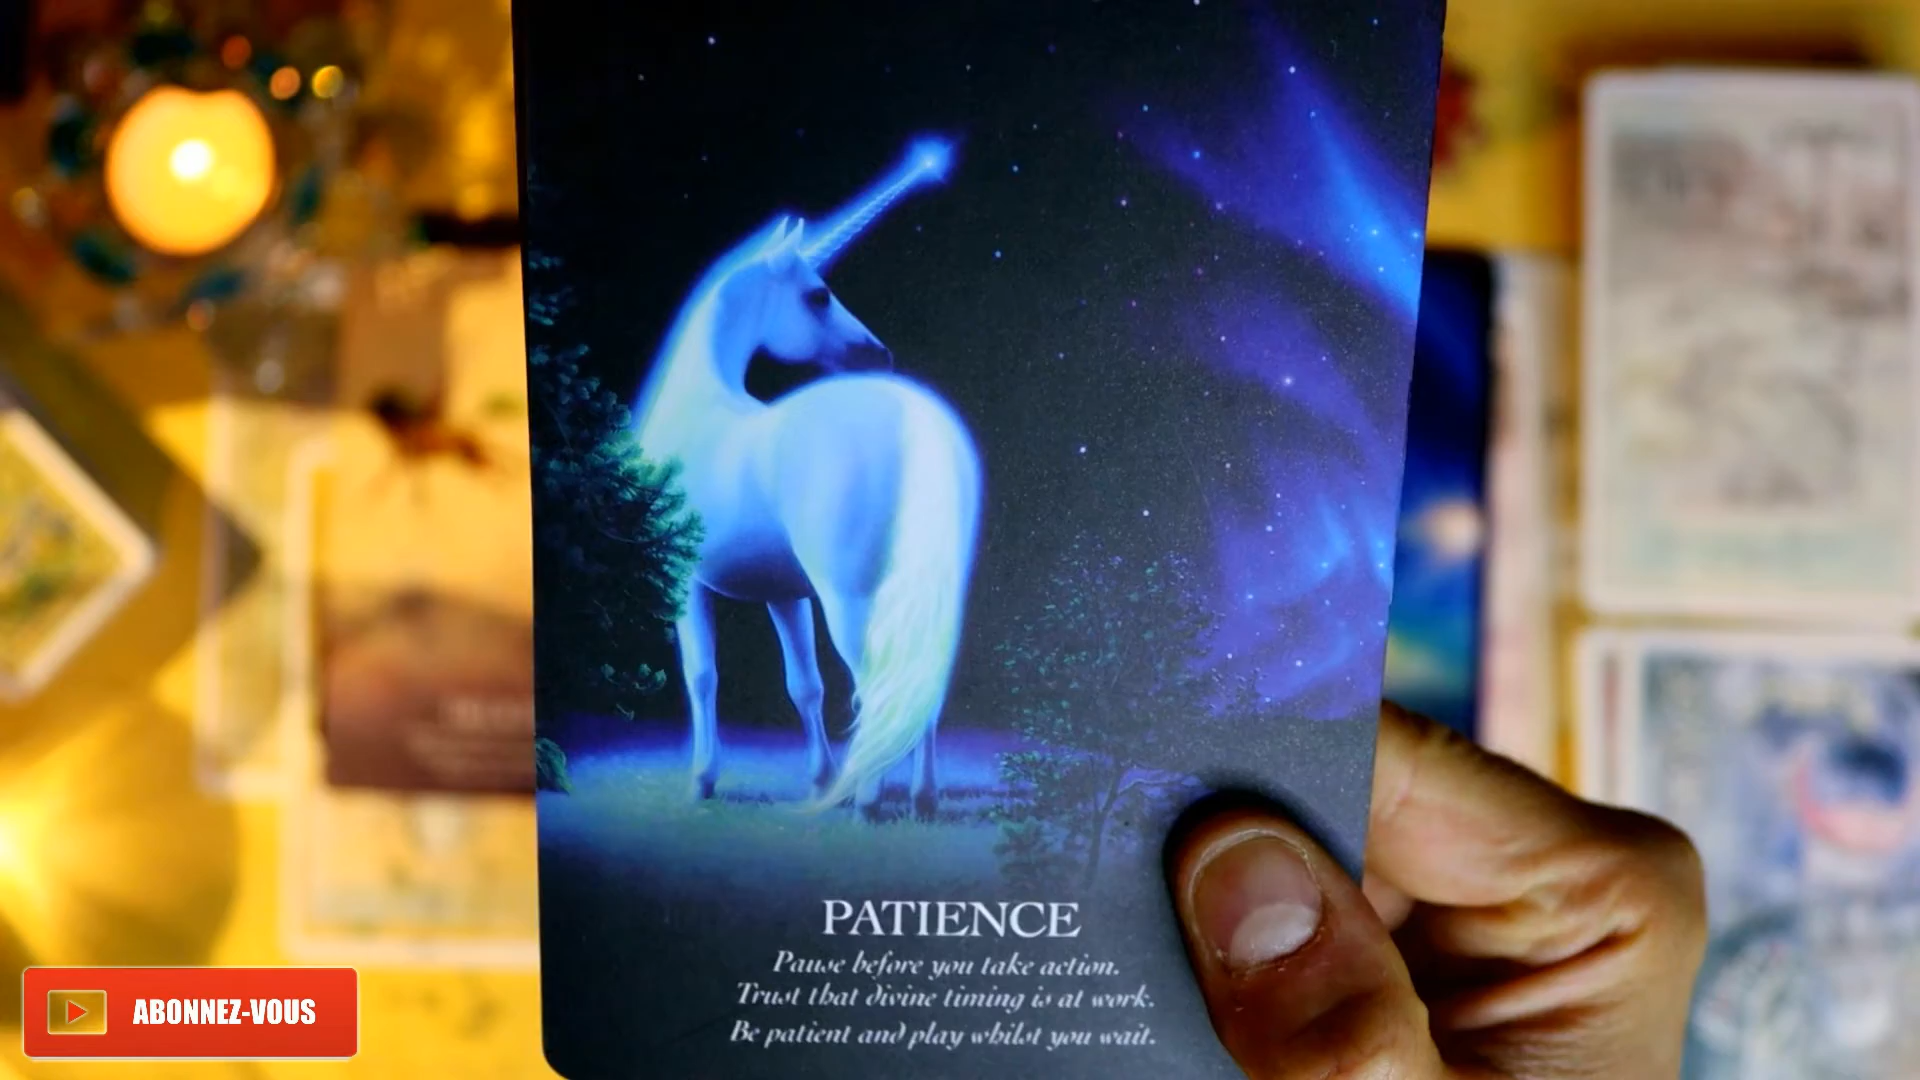 PATIENCE
Pause before you take action.
Trust that divine timing is at work.
Be patient and play whilst you wait.
ABONNEZ-VOUS